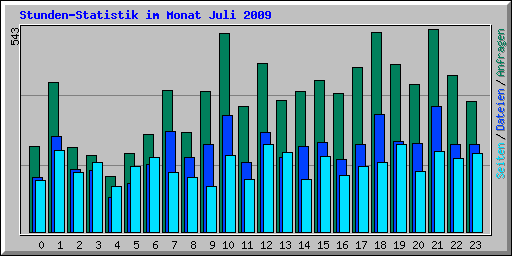 Stunden-Statistik im Monat Juli 2009
543
Seiten / Dateien / Anfragen
0 1 2 3 4 5 6 7 8 9 10 11 12 13 14 15 16 17 18 19 20 21 22 23